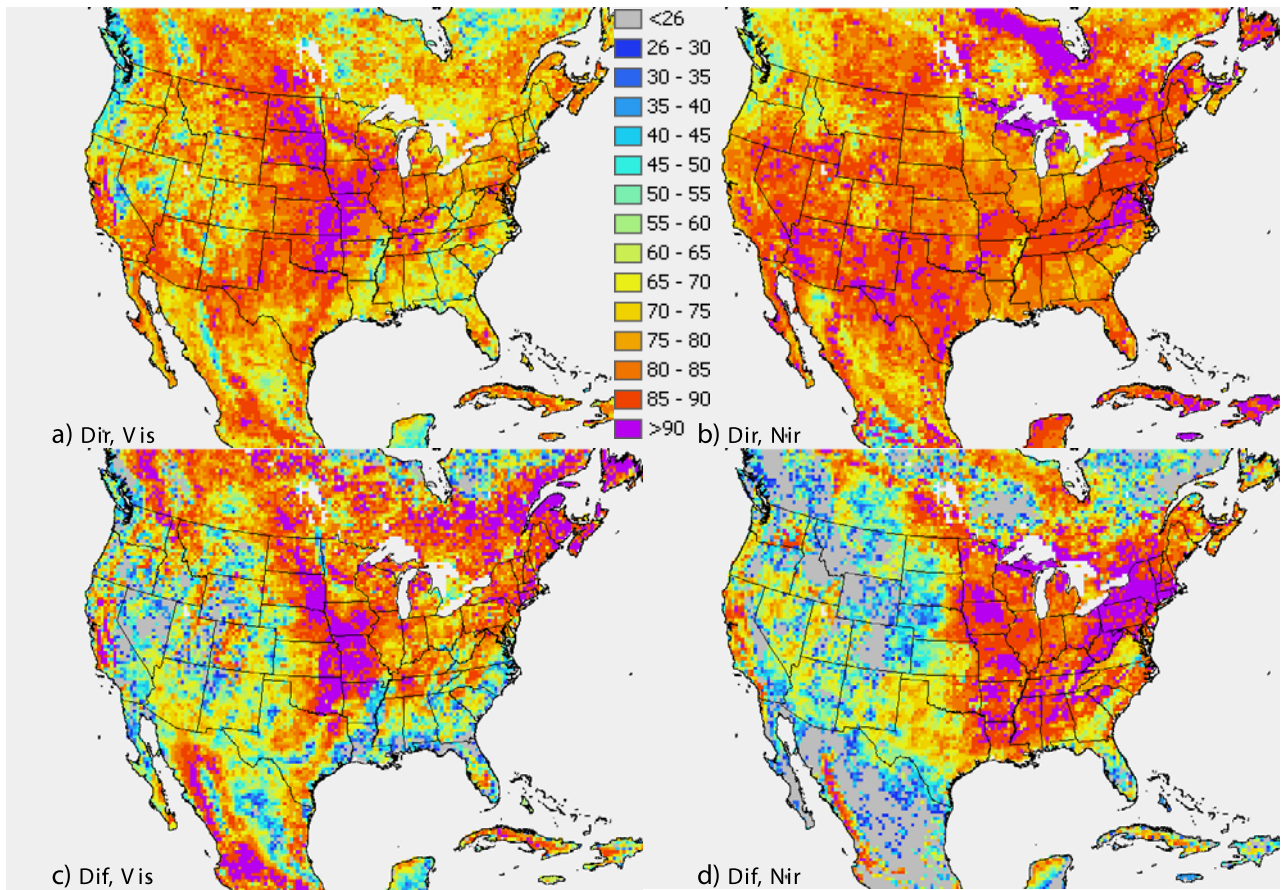 <26
26 - 30
30 - 35
35 - 40
40 - 45
45 - 50
50 - 55
55 - 60
60 - 65
65 - 70
70 - 75
75 - 80
80 - 85
85 - 90
>90
a) Dir, Vis
b) Dir, Nir
c) Dif, Vis
d) Dif, Nir